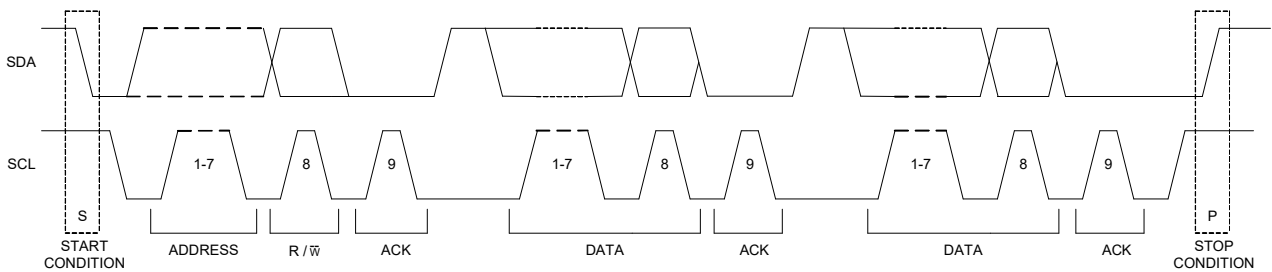 SDA
SCL
1-7
8
9
1-7
8
9
1-7
8
9
S
P
START
CONDITION
ADDRESS
R / W̅
ACK
DATA
ACK
DATA
ACK
STOP
CONDITION